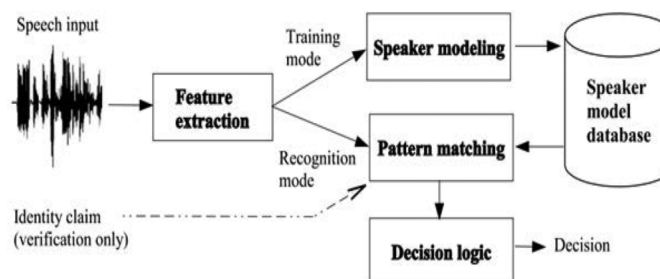 Speech input
Training
mode
Speaker modeling
Feature
extraction
Speaker
model
database
Recognition
mode
Pattern matching
Identity claim
(verification only)
Decision logic
Decision